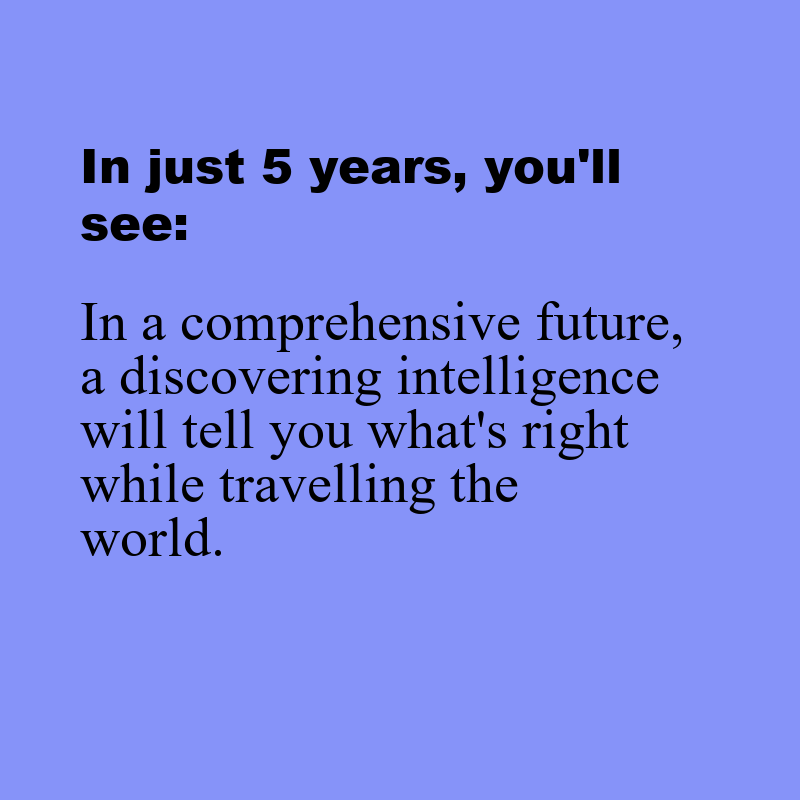 In just 5 years, you'll
see:
In a comprehensive future,
a discovering intelligence
will tell you what's right
while travelling the
world.